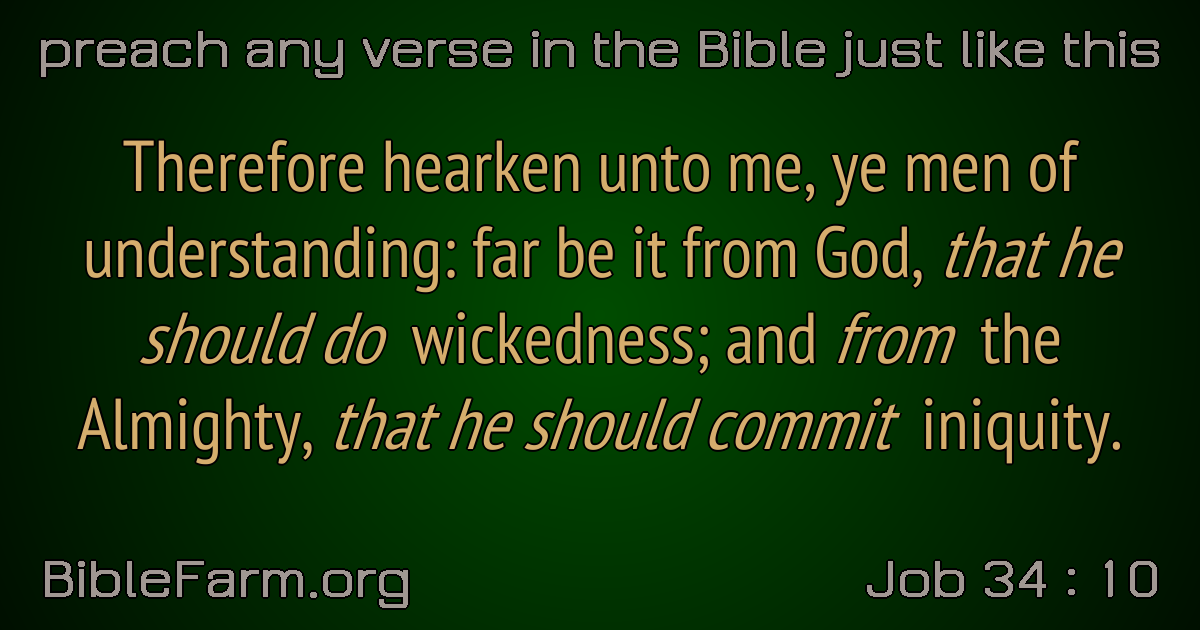 preach any verse in the Bible just like this
Therefore hearken unto me, ye men of
understanding: far be it from God, that he
should do wickedness; and from the
Almighty, that he should commit iniquity.
BibleFarm.org
Job 34 : 10